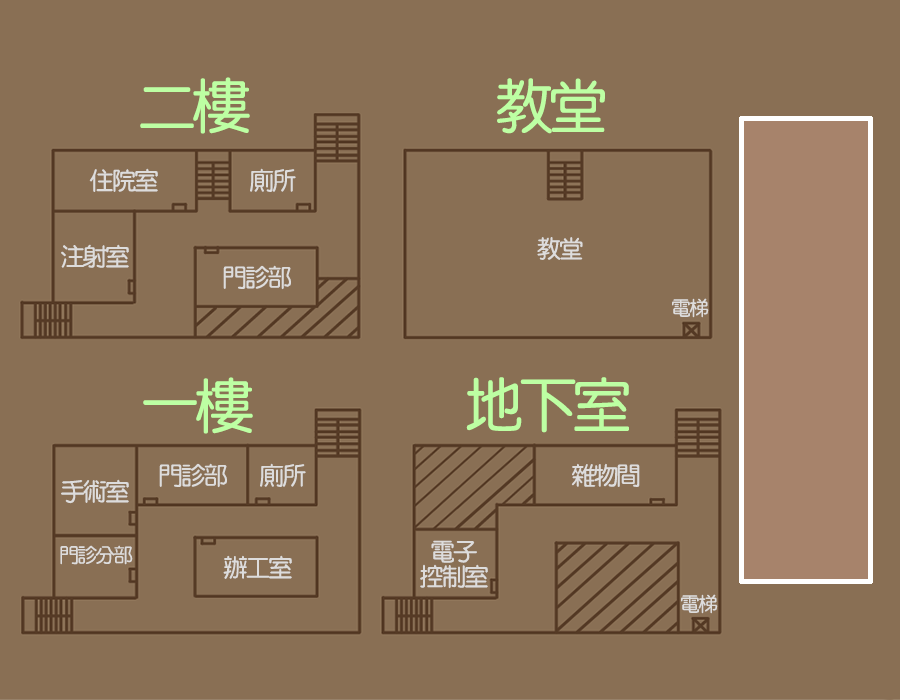 二樓
住院室
廁所
注射室
門診部
教堂
教堂
電梯
一樓
手術室
門診部
廁所
門診分部
辦工室
地下室
雜物間
電子
控制室
電梯